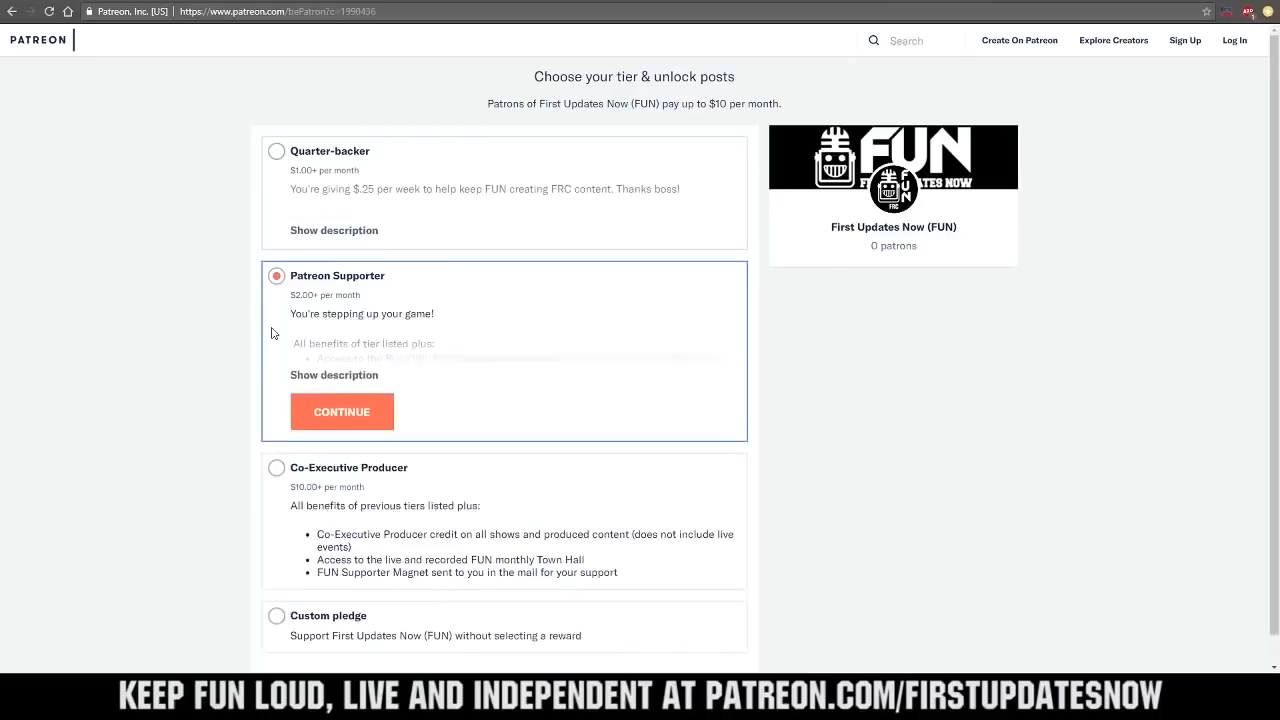 Patreon, Inc. [US]
https://www.patreon.com/bePatron?c=1990436
PATREON
Search
Create On Patreon
Explore Creators
Sign Up
Log In
Choose your tier & unlock posts
Patrons of First Updates Now (FUN) pay up to $10 per month.
Quarter-backer
$1.00+ per month
You're giving $.25 per week to help keep FUN creating FRC content. Thanks boss!
Show description
Patreon Supporter
$2.00+ per month
You're stepping up your game!
All benefits of tier listed plus:
Access to the
Show description
CONTINUE
Co-Executive Producer
$10.00+ per month
All benefits of previous tiers listed plus:
Co-Executive Producer credit on all shows and produced content (does not include live
events)
Access to the live and recorded FUN monthly Town Hall
FUN Supporter Magnet sent to you in the mail for your support
Custom pledge
Support First Updates Now (FUN) without selecting a reward
FUN
ATES NOW
FUN
FRC
First Updates Now (FUN)
0 patrons
KEEP FUN LOUD, LIVE AND INDEPENDENT AT PATREON.COM/FIRSTUPDATESNOW